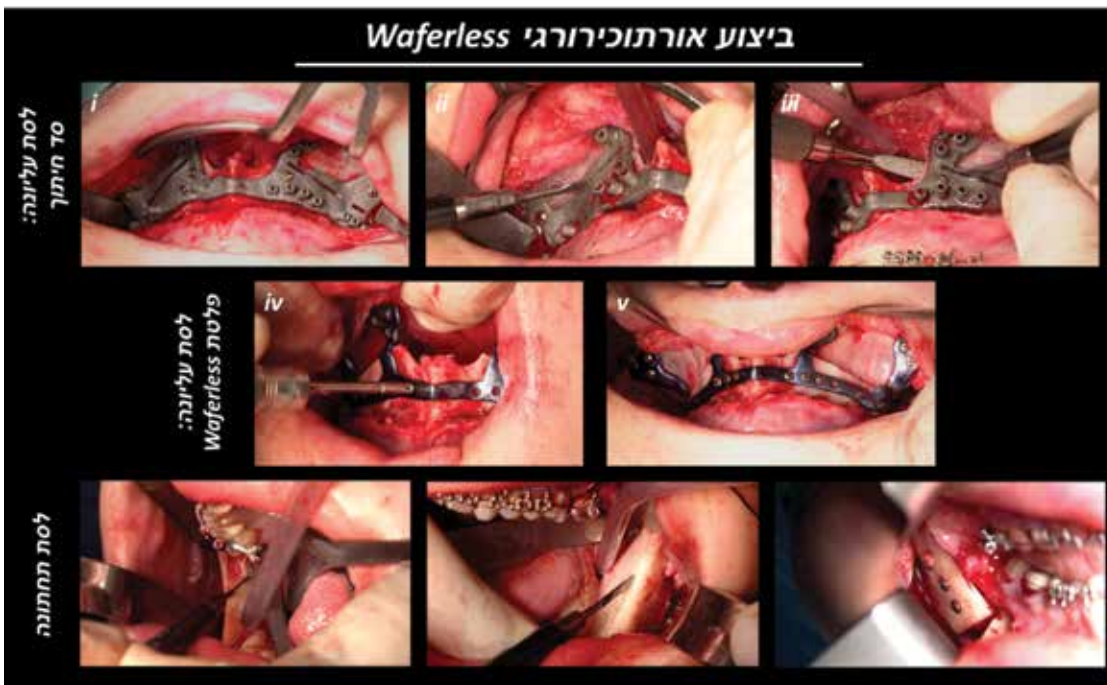 ביצוע אורתוכירורגי Waferless
לסת עליונה:
סד חיתוך
i
ii
iii
לסת עליונה:
פלטת Waferless
iv
v
לסת תחתונה